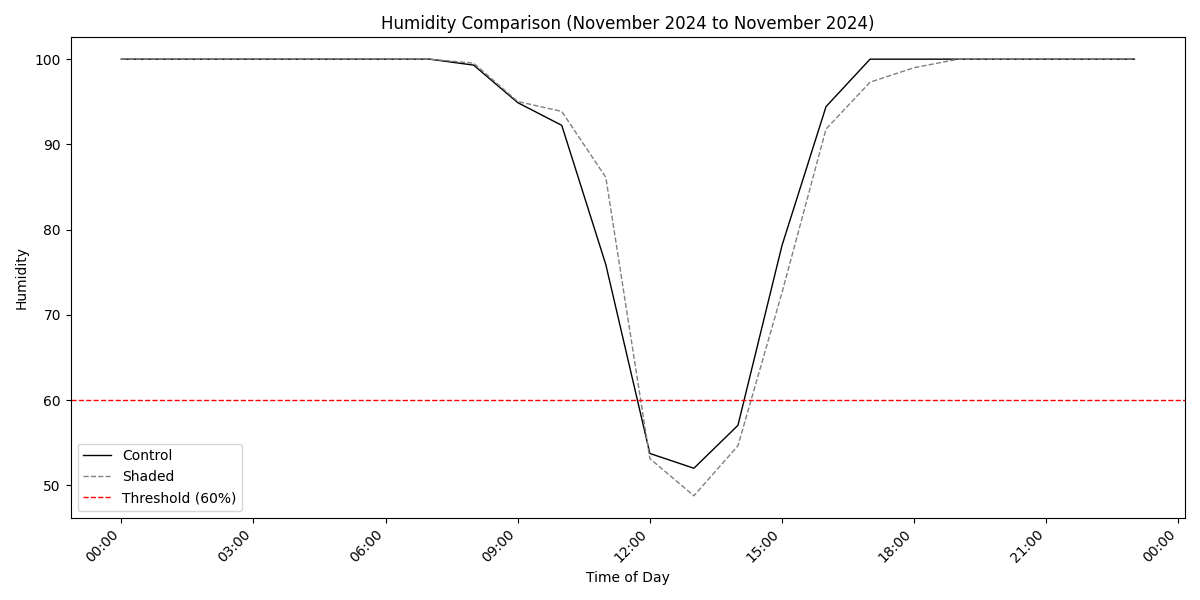 Humidity Comparison (November 2024 to November 2024)
100
90
80
70
60
50
Humidity
Control
Shaded
Threshold (60%)
00:00
03:00
06:00
09:00
12:00
15:00
18:00
21:00
00:00
Time of Day